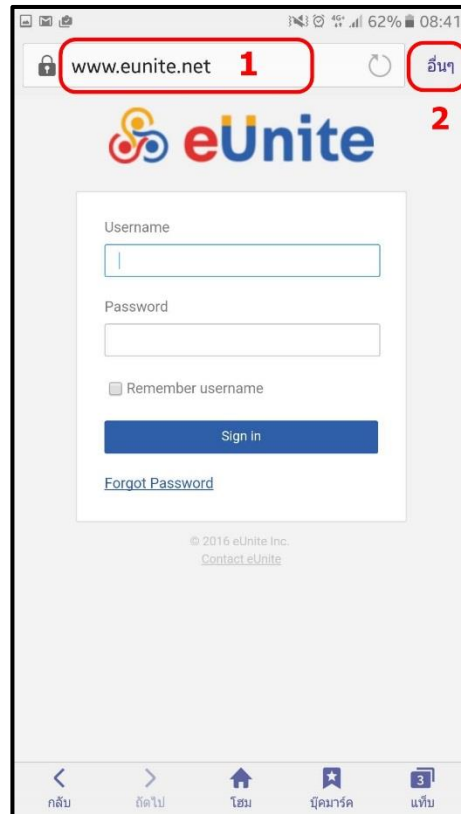 62% 08:41
www.eunite.net 1 อื่นๆ
2
eUnite
Username
Password
Remember username
Sign in
Forgot Password
© 2016 eUnite Inc.
Contact eUnite
3
กลับ ถัดไป โฮม บุ๊คมาร์ค แท็บ